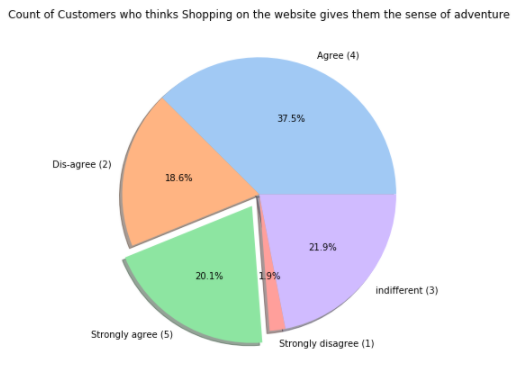 Count of Customers who thinks Shopping on the website gives them the sense of adventure
Agree (4)
37.5%
Dis-agree (2)
18.6%
21.9%
20.1%
1.9%
indifferent (3)
Strongly agree (5)
Strongly disagree (1)